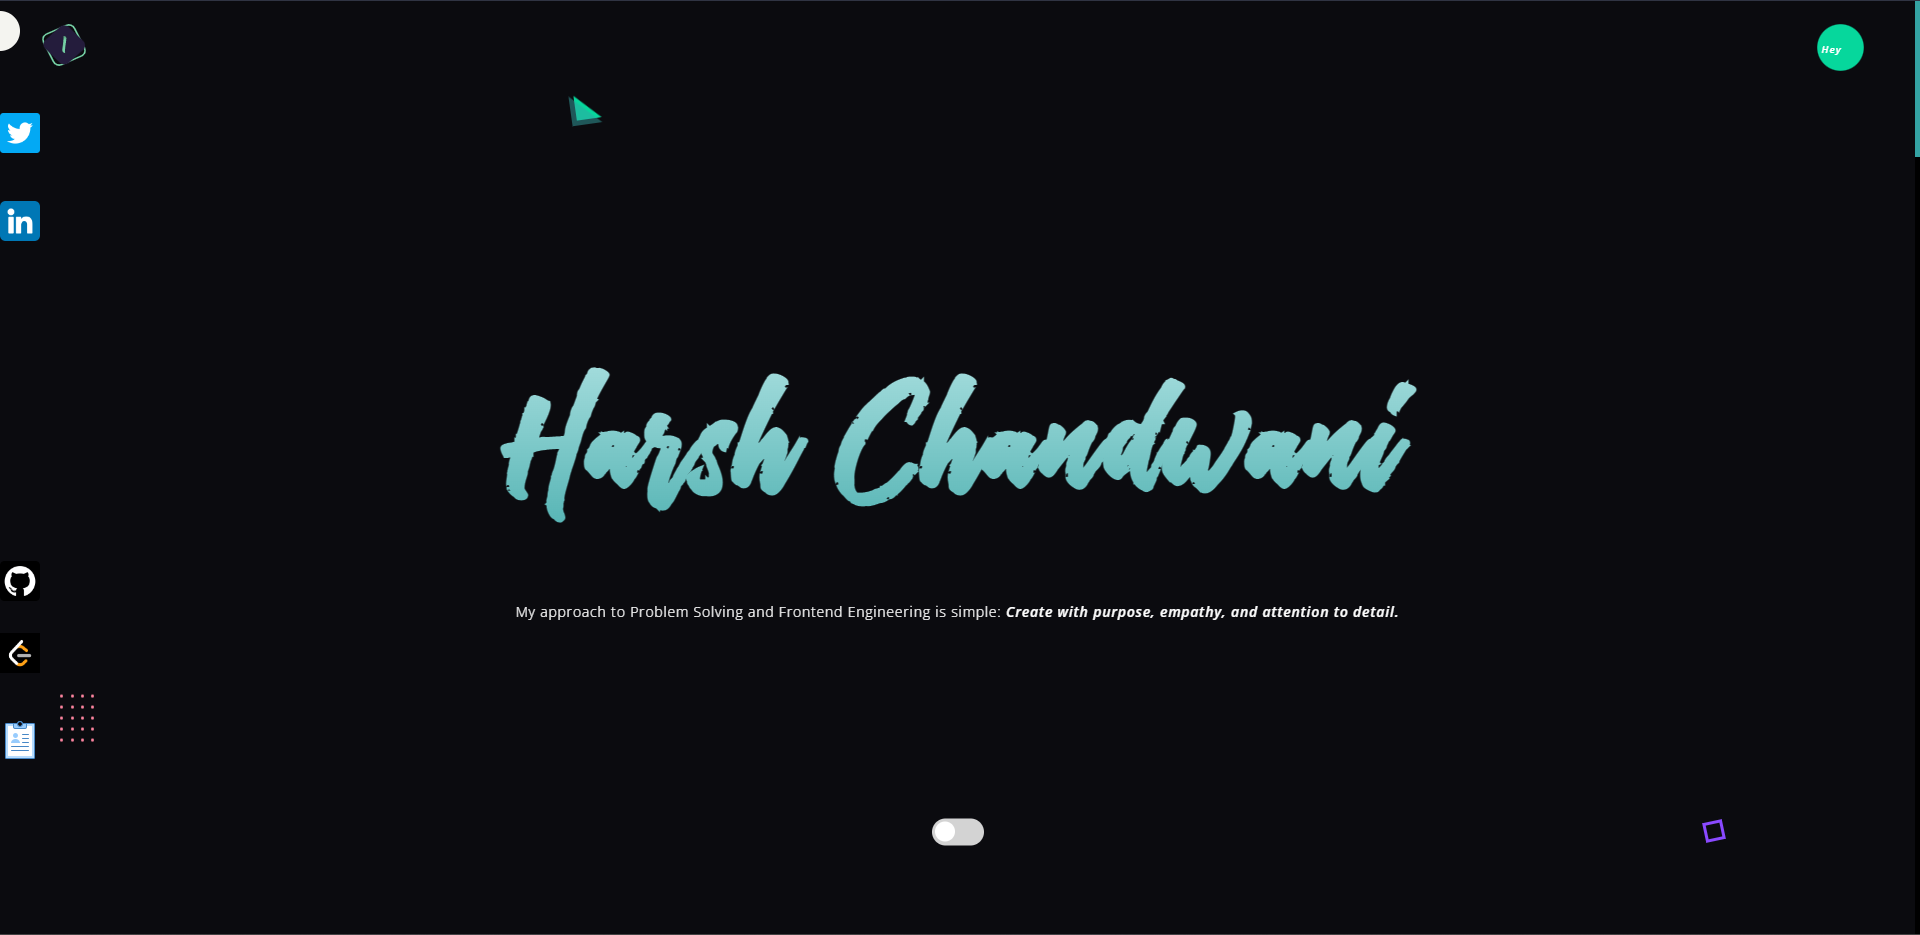 Hey
in
Harsh Chandwani
My approach to Problem Solving and Frontend Engineering is simple: Create with purpose, empathy, and attention to detail.